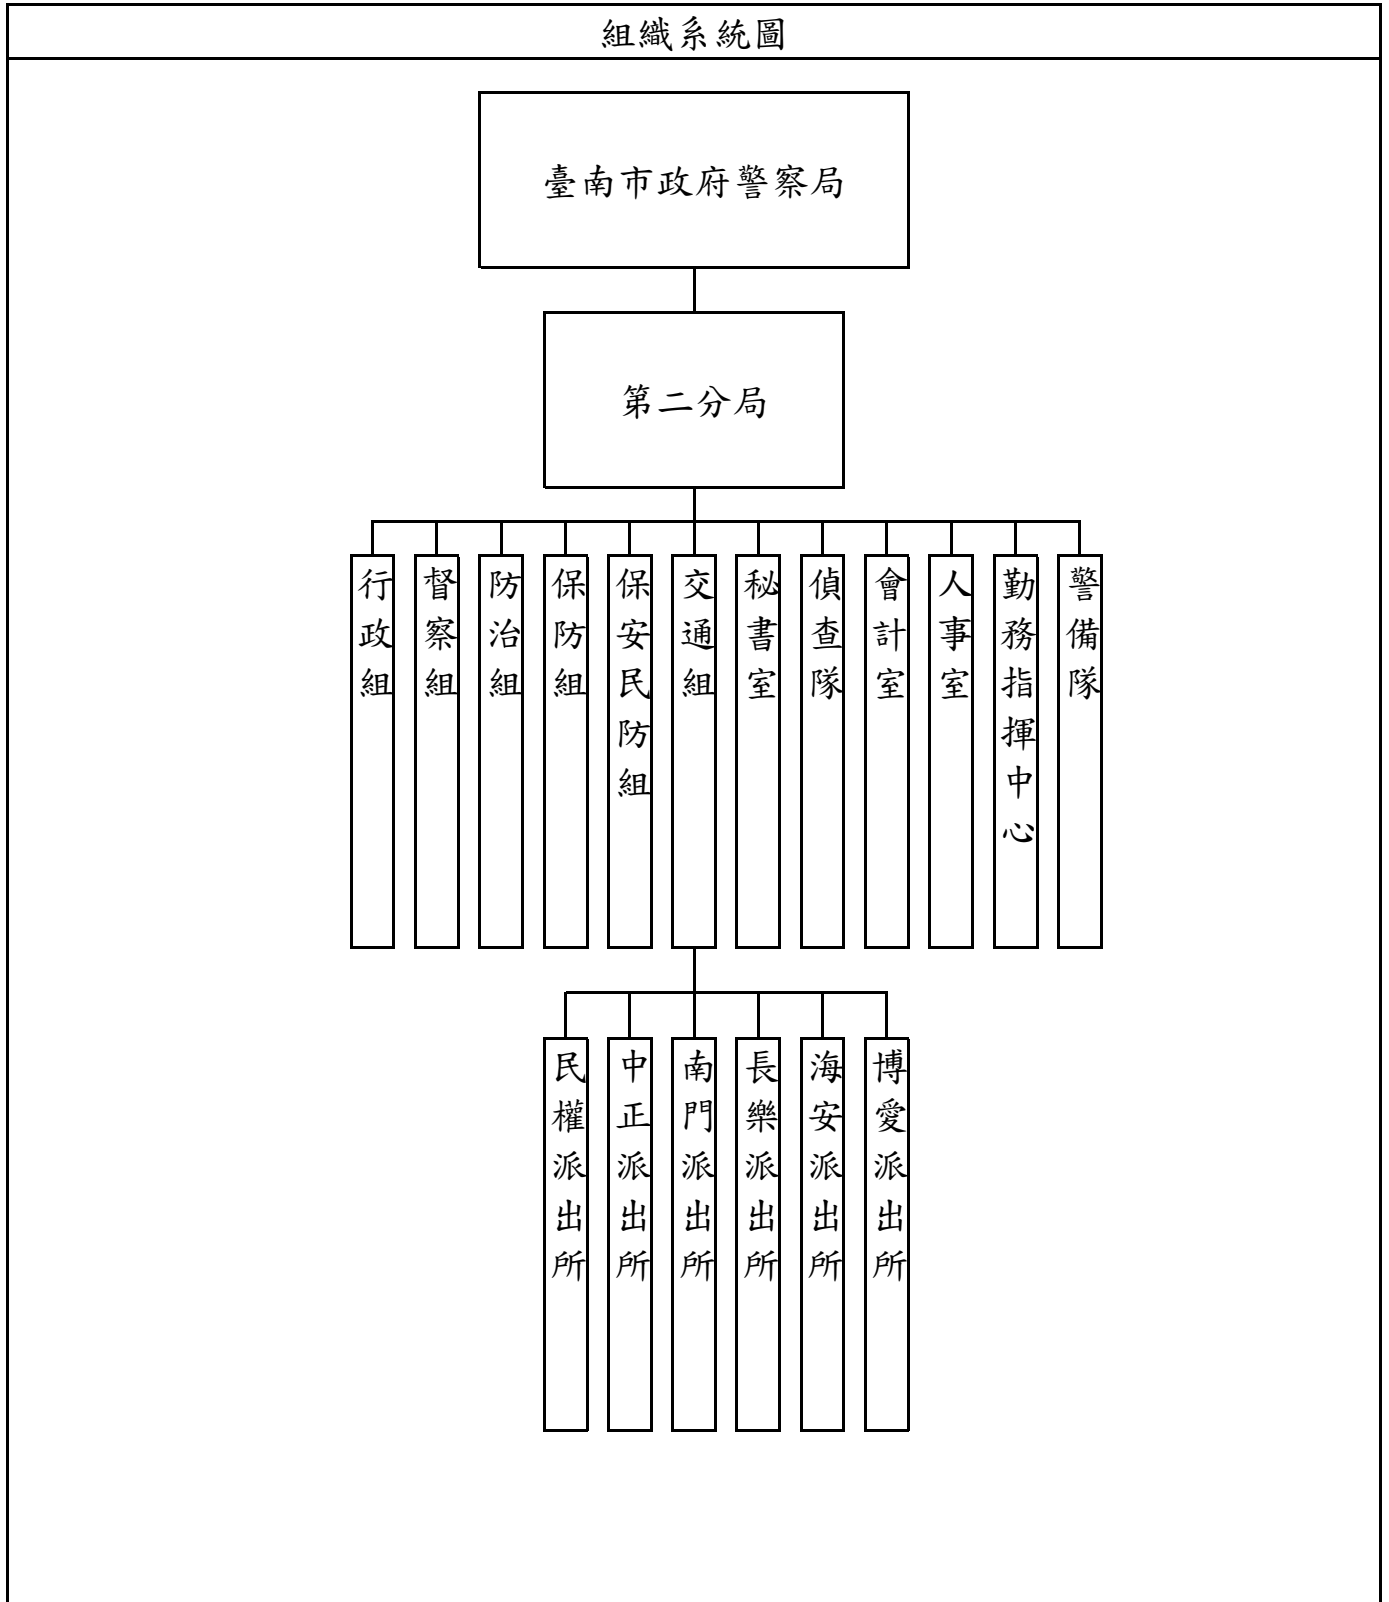 組織系統圖
臺南市政府警察局
第二分局
行政組
督察組
防治組
保防組
保安民防組
交通組
秘書室
偵查隊
會計室
人事室
勤務指揮中心
警備隊
民權派出所
中正派出所
南門派出所
長樂派出所
海安派出所
博愛派出所